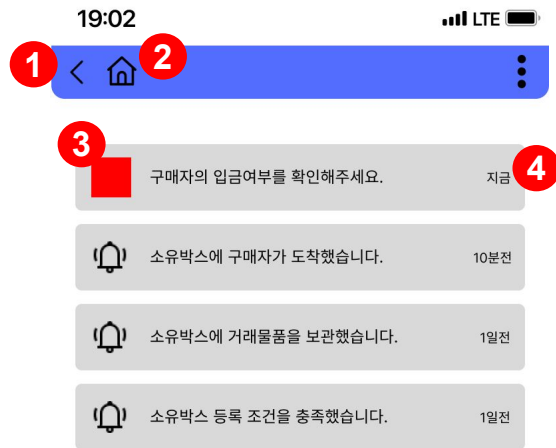 19:02 LTE
1 2
3
구매자의 입금여부를 확인해주세요. 지금 4
소유박스에 구매자가 도착했습니다. 10분전
소유박스에 거래물품을 보관했습니다. 1일전
소유박스 등록 조건을 충족했습니다. 1일전